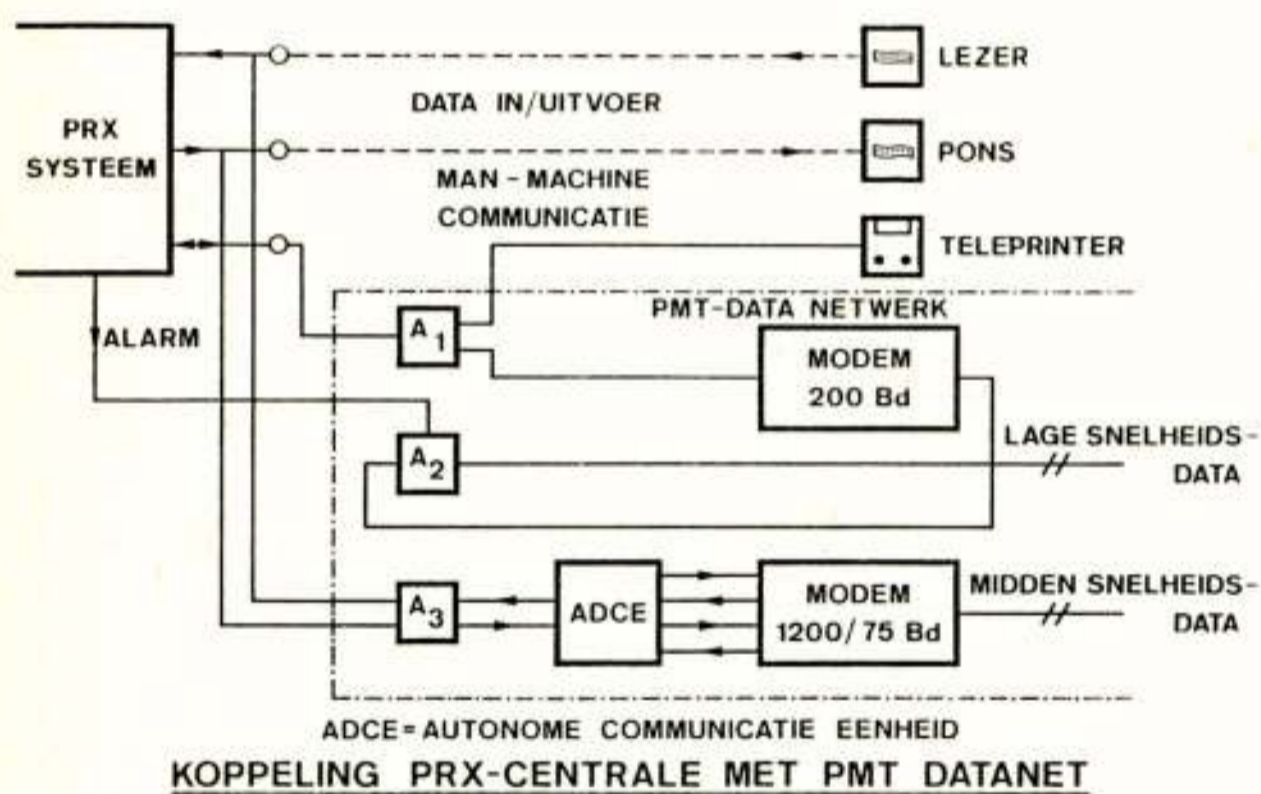 LEZER
DATA IN/UITVOER
PRX
SYSTEEM
PONS
MAN-MACHINE
COMMUNICATIE
TELEPRINTER
PMT-DATA NETWERK
ALARM
A1
MODEM
200 Bd
LAGE SNELHEIDS-
DATA
A2
A3
ADCE
MODEM
1200/75 Bd
MIDDEN SNELHEIDS-
DATA
ADCE=AUTONOME COMMUNICATIE EENHEID
KOPPELING PRX-CENTRALE MET PMT DATANET